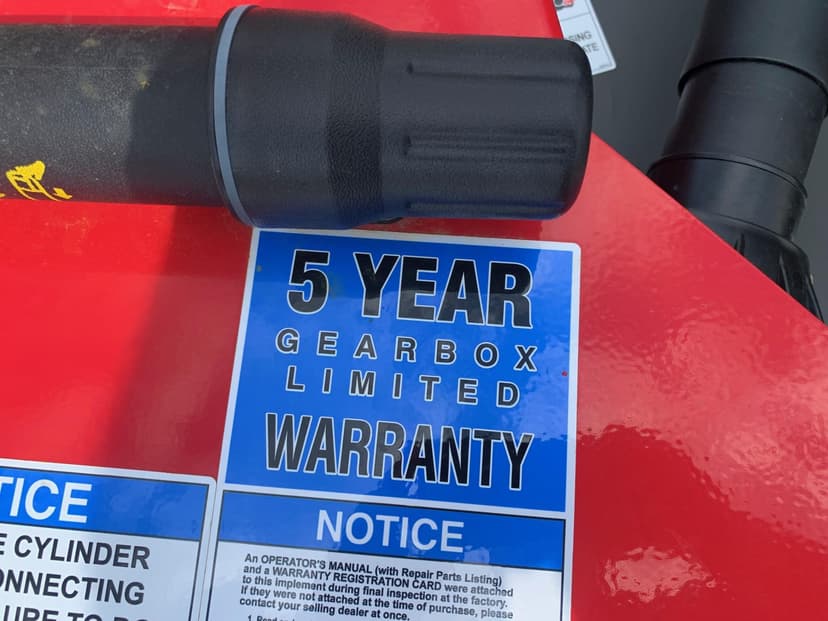 SING
TE
5 YEAR
GEARBOX
LIMITED
WARRANTY
NOTICE
An OPERATOR'S MANUAL (with Repair Parts Listing)
and a WARRANTY REGISTRATION CARD were attached
to this implement during final inspection at the factory.
If they were not attached at the time of purchase, please
contact your selling dealer at once.
TICE
E CYLINDER
ONNECTING